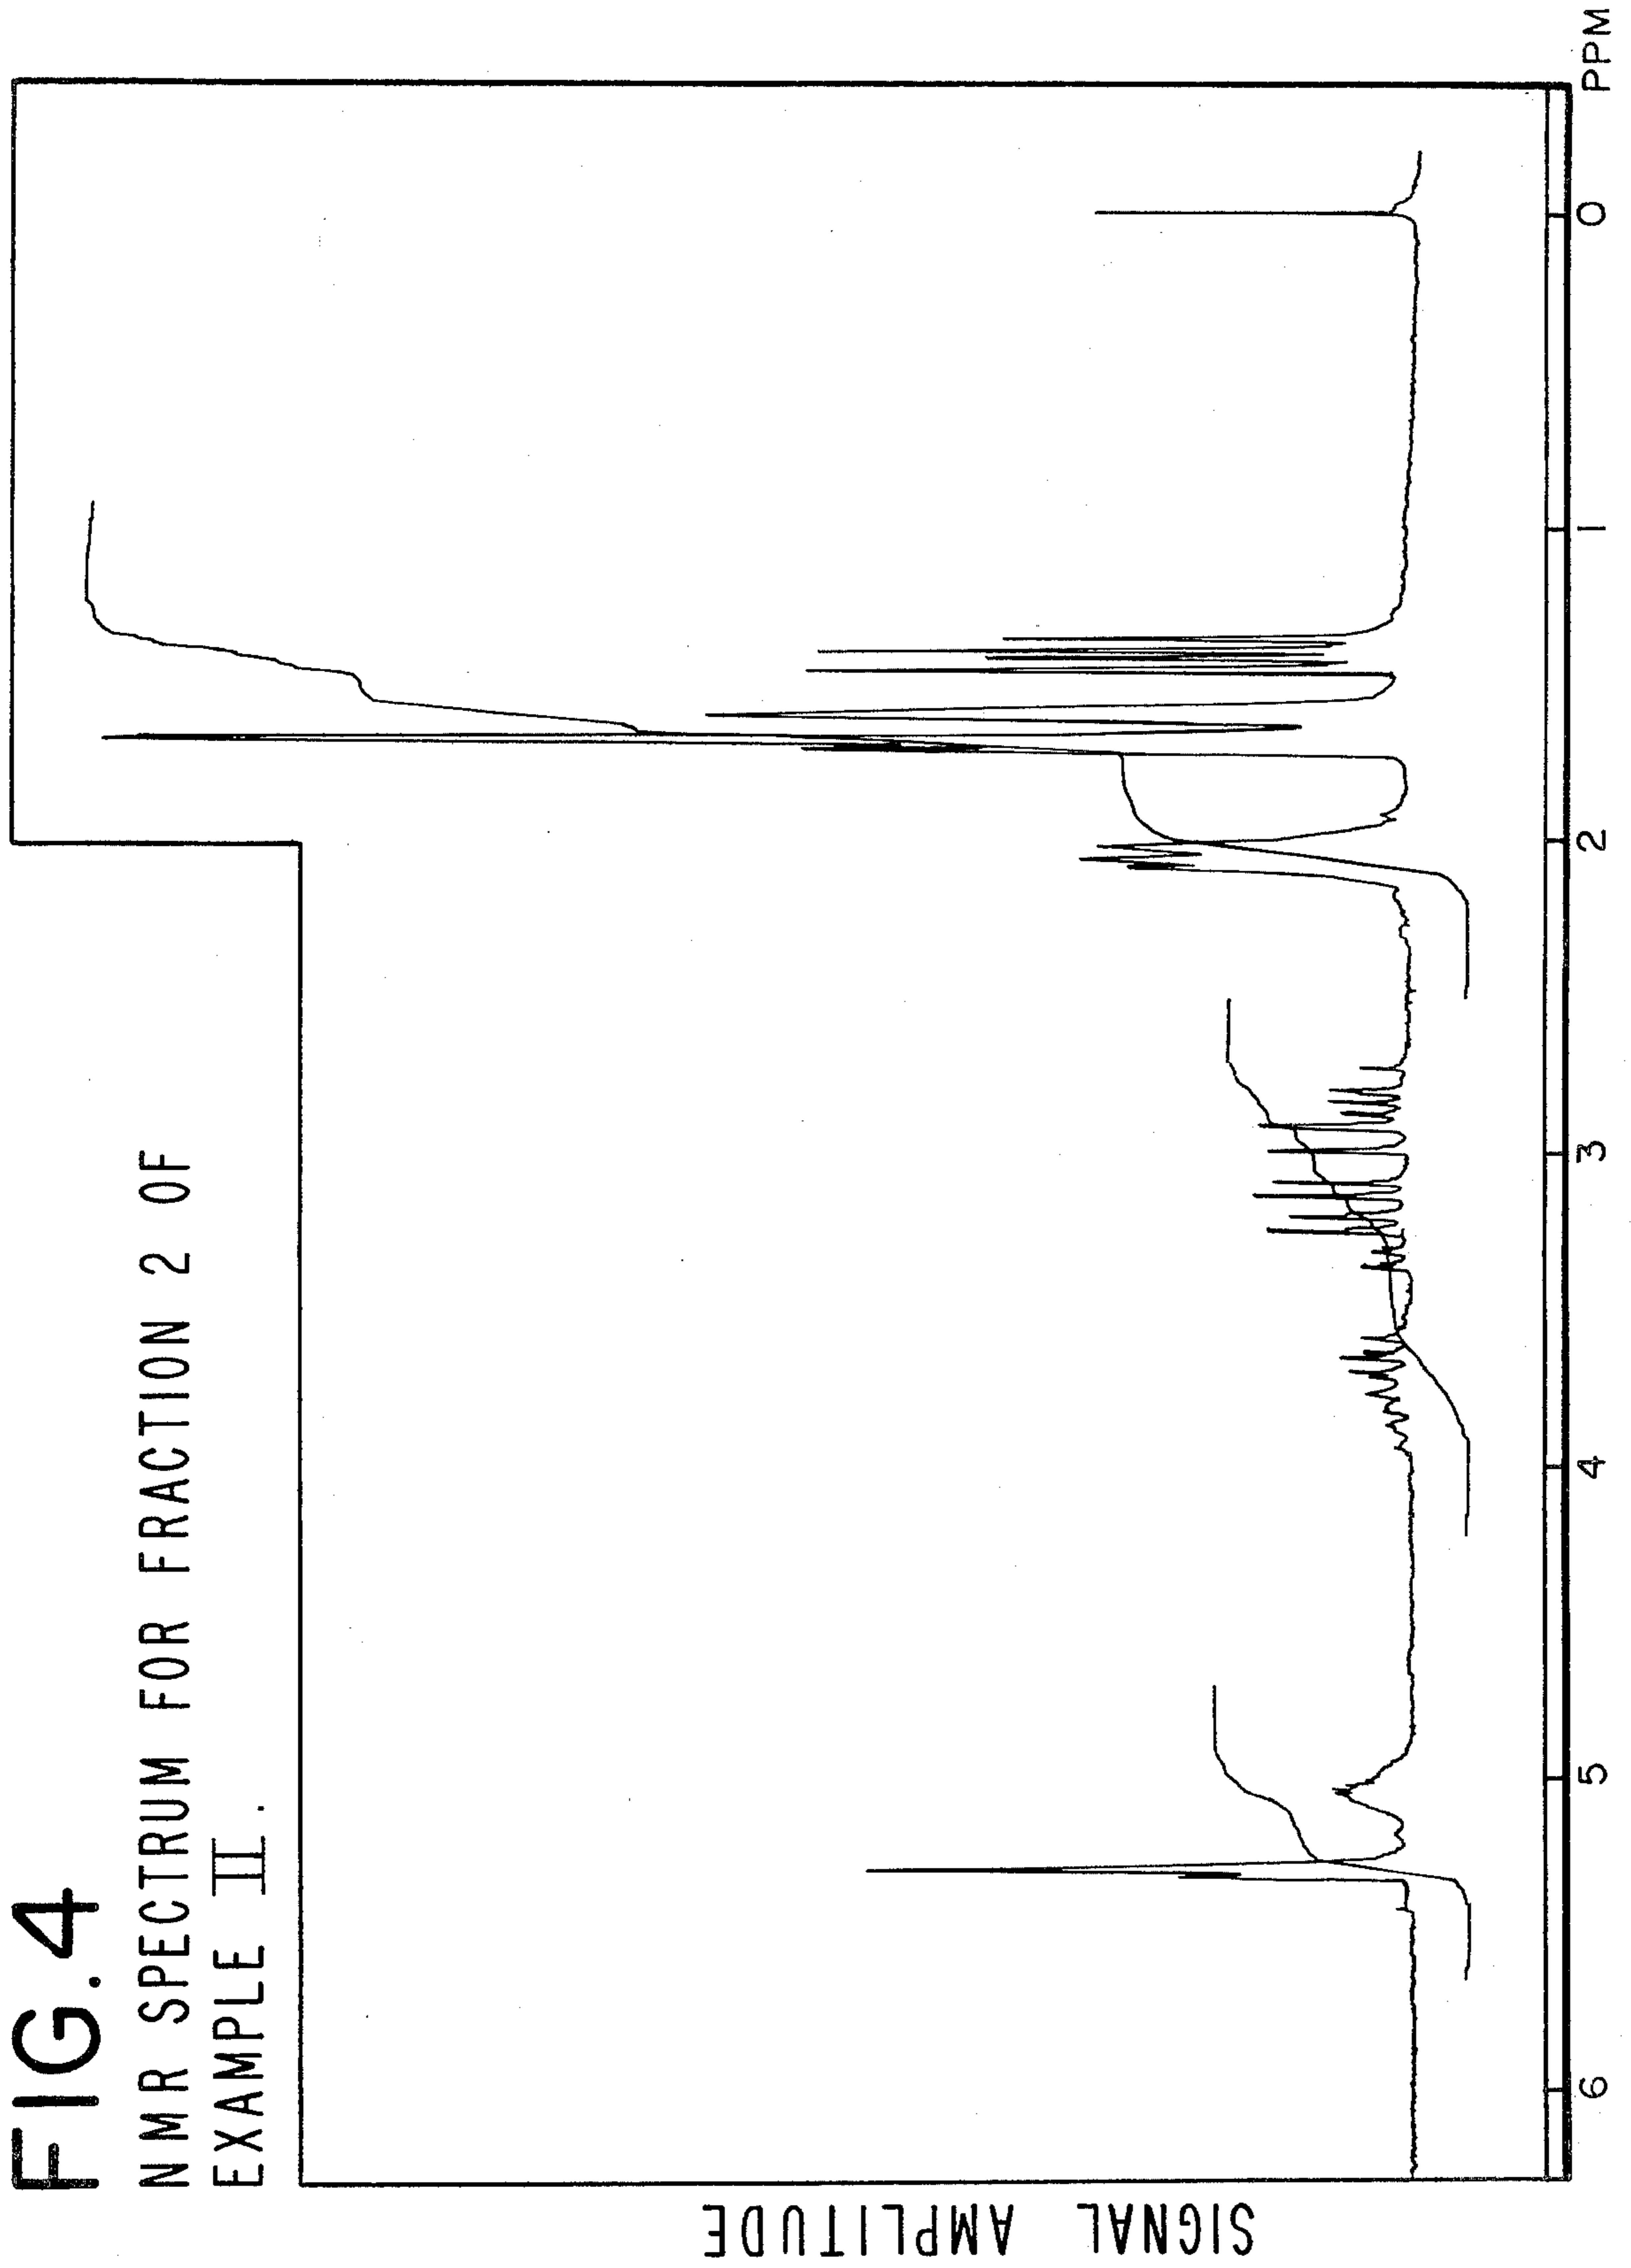 FIG.4
NMR SPECTRUM FOR FRACTION 2 OF
EXAMPLE II.
SIGNAL AMPLITUDE
6 5 4 3 2 1 0 PPM